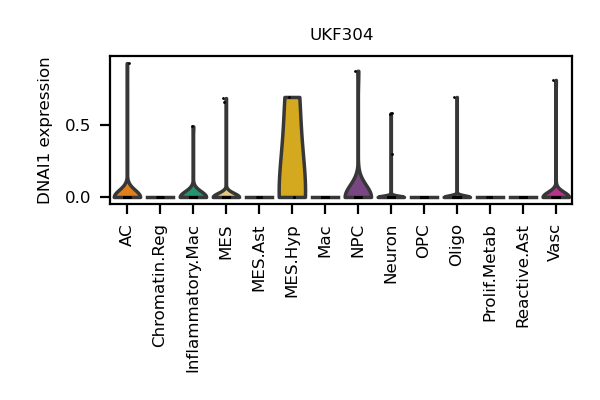 UKF304
DNAI1 expression
0.5
0.0
AC
Chromatin.Reg
Inflammatory.Mac
MES
MES.Ast
MES.Hyp
Mac
NPC
Neuron
OPC
Oligo
Prolif.Metab
Reactive.Ast
Vasc